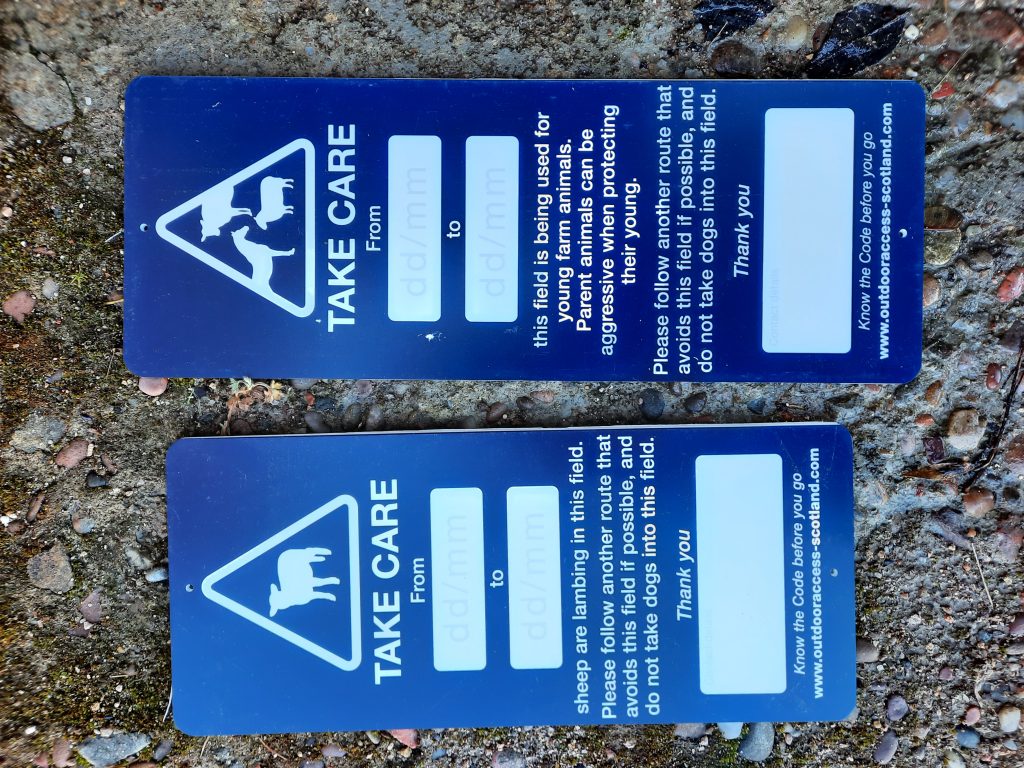 TAKE CARE
From
dd/mm
to
dd/mm
this field is being used for
young farm animals.
Parent animals can be
aggressive when protecting
their young.
Please follow another route that
avoids this field if possible, and
do not take dogs into this field.
Thank you
Contact details
Know the Code before you go
www.outdooraccess-scotland.com
TAKE CARE
From
dd/mm
to
dd/mm
sheep are lambing in this field.
Please follow another route that
avoids this field if possible, and
do not take dogs into this field.
Thank you
Know the Code before you go
www.outdooraccess-scotland.com